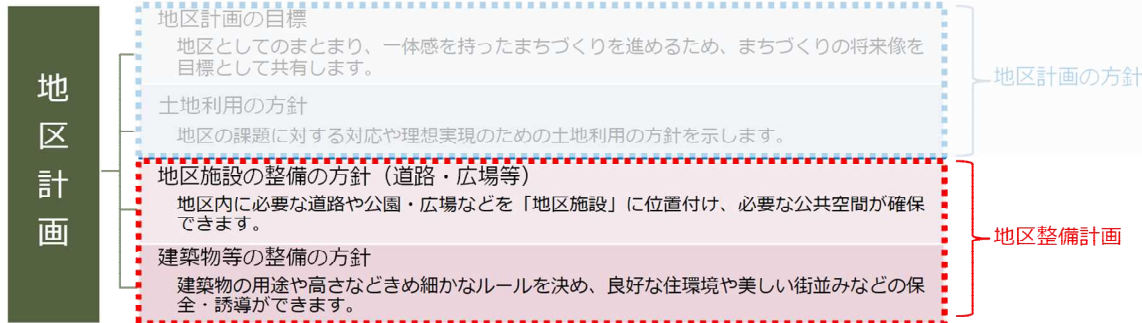 地区計画
地区計画の目標
地区としてのまとまり、一体感を持ったまちづくりを進めるため、まちづくりの将来像を
目標として共有します。
土地利用の方針
地区の課題に対する対応や理想実現のための土地利用の方針を示します。
地区計画の方針
地区施設の整備の方針（道路・広場等）
地区内に必要な道路や公園・広場などを「地区施設」に位置付け、必要な公共空間が確保
できます。
建築物等の整備の方針
建築物の用途や高さなどきめ細かなルールを決め、良好な住環境や美しい街並みなどの保
全・誘導ができます。
地区整備計画